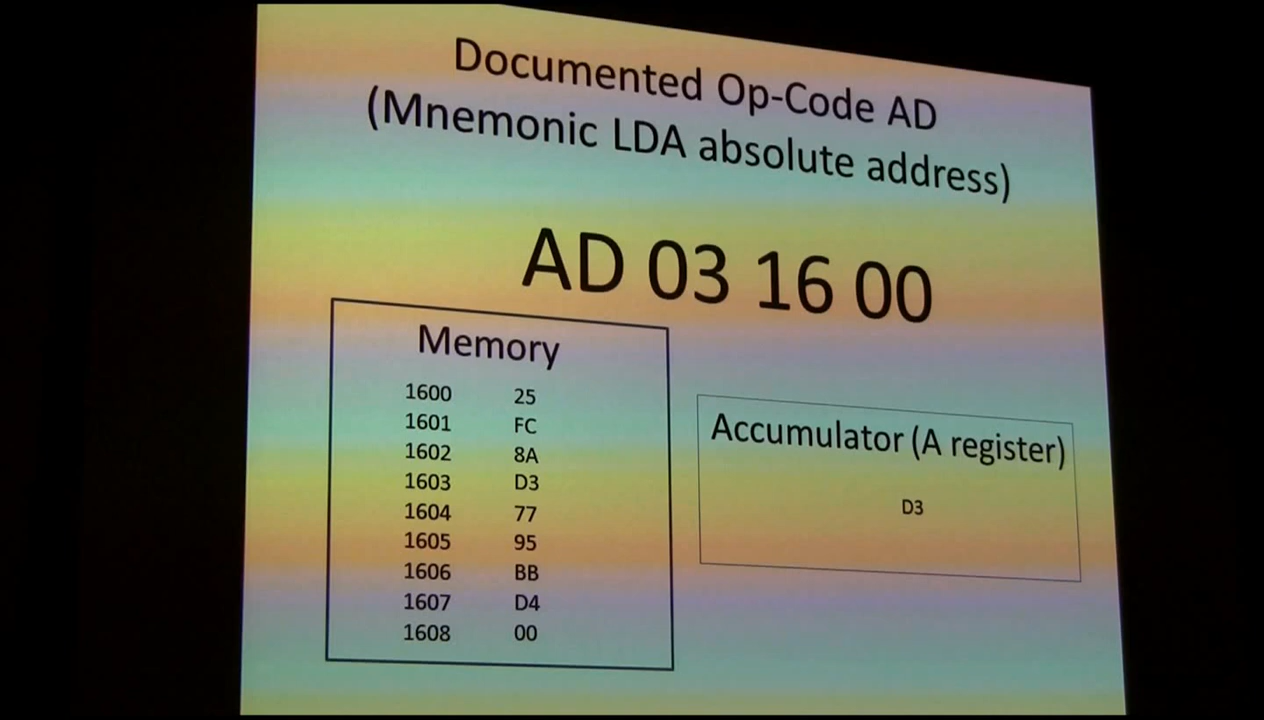 Documented Op-Code AD
(Mnemonic LDA absolute address)
AD 03 16 00
Memory
1600 25
1601 FC
1602 8A
1603 D3
1604 77
1605 95
1606 BB
1607 D4
1608 00
Accumulator (A register)
D3